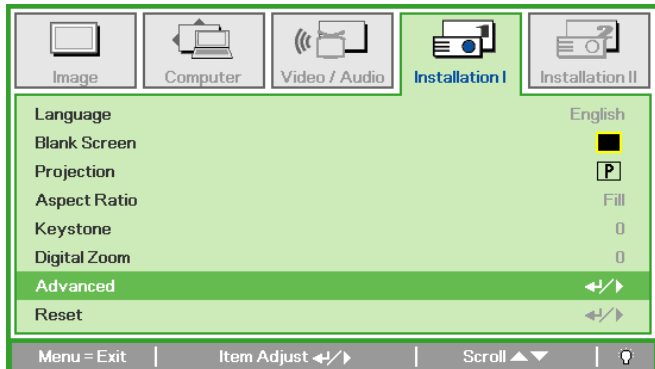 Image Computer Video / Audio Installation I Installation II
Language English
Blank Screen
Projection P
Aspect Ratio Fill
Keystone 0
Digital Zoom 0
Advanced ↵/▶
Reset ↵/▶
Menu = Exit | Item Adjust ↵/▶ | Scroll ▲▼ |